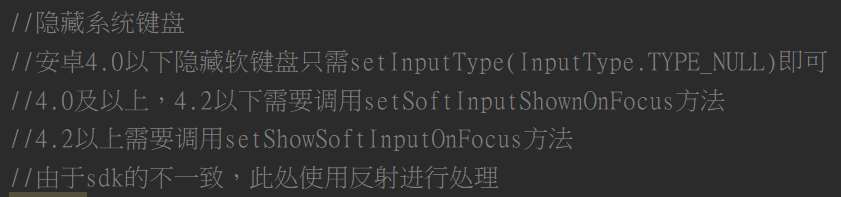 //隐藏系统键盘
//安卓4.0以下隐藏软键盘只需setInputType(InputType.TYPE_NULL)即可
//4.0及以上，4.2以下需要调用setSoftInputShownOnFocus方法
//4.2以上需要调用setShowSoftInputOnFocus方法
//由于sdk的不一致，此处使用反射进行处理